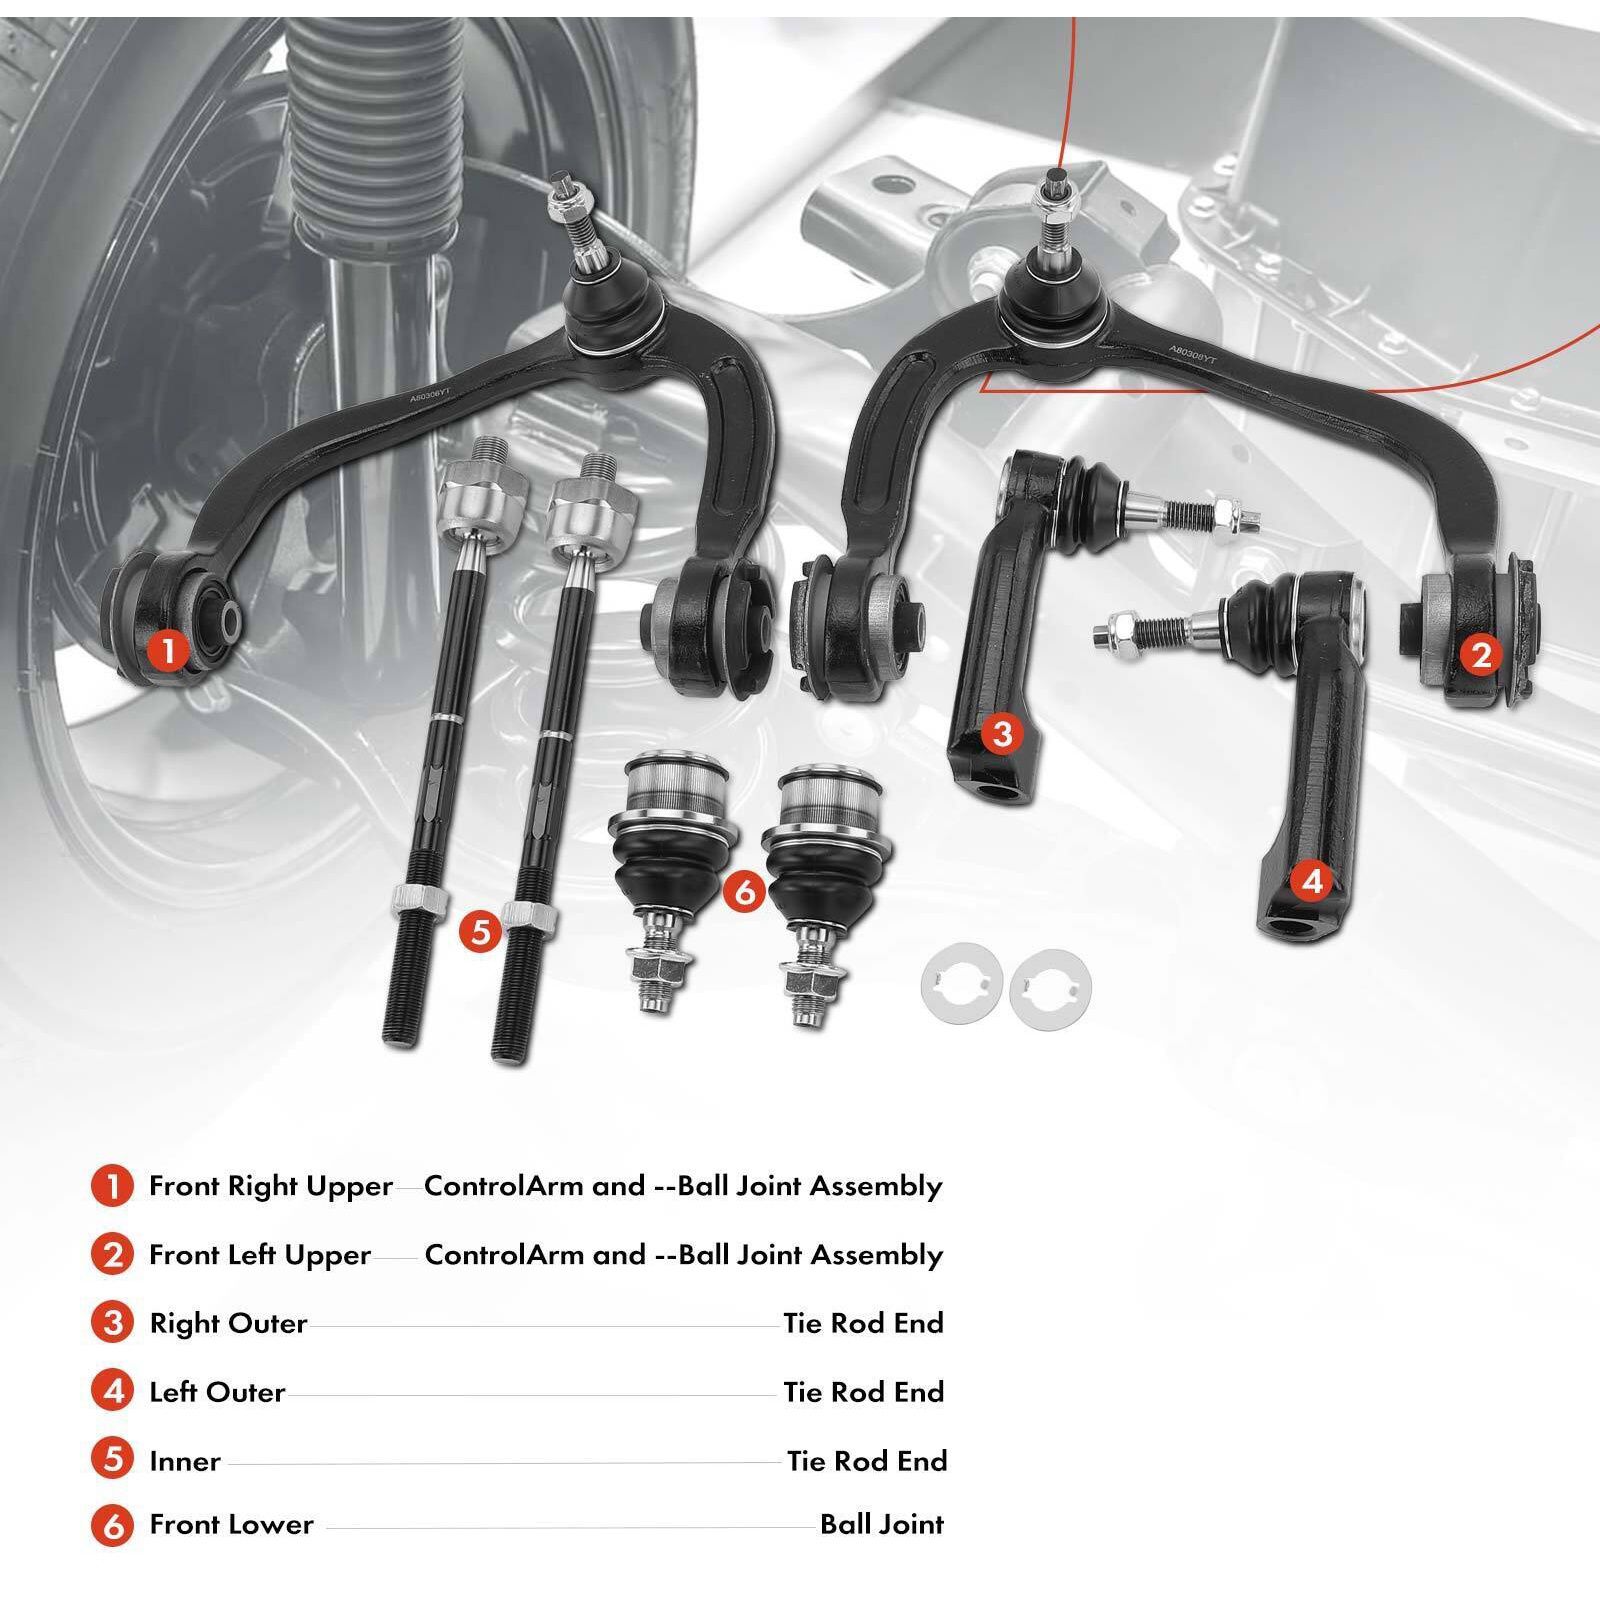 A80308YT
A80308YT
1
2
3
4
5
6
1 Front Right Upper ControlArm and --Ball Joint Assembly
2 Front Left Upper ControlArm and --Ball Joint Assembly
3 Right Outer Tie Rod End
4 Left Outer Tie Rod End
5 Inner Tie Rod End
6 Front Lower Ball Joint